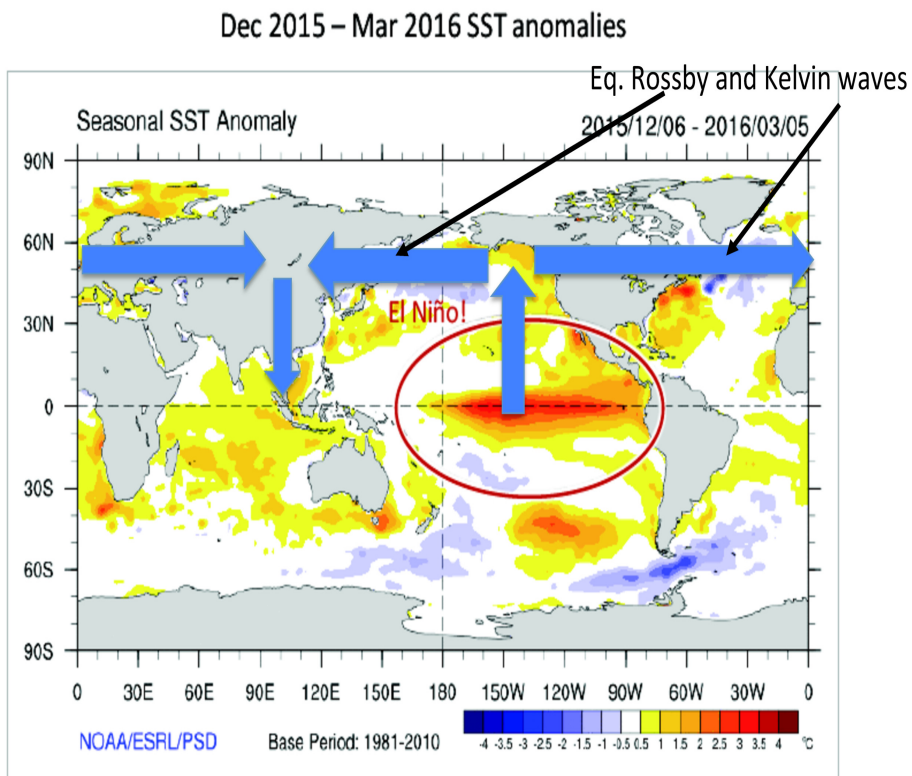 Dec 2015 – Mar 2016 SST anomalies
Eq. Rossby and Kelvin waves
Seasonal SST Anomaly
2015/12/06 - 2016/03/05
90N
60N
30N
0
30S
60S
90S
El Niño!
0 30E 60E 90E 120E 150E 180 150W 120W 90W 60W 30W 0
NOAA/ESRL/PSD Base Period: 1981-2010
-4 -3.5 -3 -2.5 -2 -1.5 -1 -0.5 0.5 1 1.5 2 2.5 3 3.5 4 °C